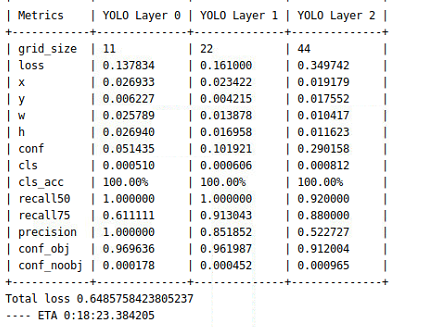 | Metrics | YOLO Layer 0 | YOLO Layer 1 | YOLO Layer 2 |
+------------+--------------+--------------+--------------+
| grid_size | 11 | 22 | 44 |
| loss | 0.137834 | 0.161000 | 0.349742 |
| x | 0.026933 | 0.023422 | 0.019179 |
| y | 0.006227 | 0.004215 | 0.017552 |
| w | 0.025789 | 0.013878 | 0.010417 |
| h | 0.026940 | 0.016958 | 0.011623 |
| conf | 0.051435 | 0.101921 | 0.290158 |
| cls | 0.000510 | 0.000606 | 0.000812 |
| cls_acc | 100.00% | 100.00% | 100.00% |
| recall50 | 1.000000 | 1.000000 | 0.920000 |
| recall75 | 0.611111 | 0.913043 | 0.880000 |
| precision | 1.000000 | 0.851852 | 0.522727 |
| conf_obj | 0.969636 | 0.961987 | 0.912004 |
| conf_noobj | 0.000178 | 0.000452 | 0.000965 |
+------------+--------------+--------------+--------------+
Total loss 0.6485758423805237
---- ETA 0:18:23.384205